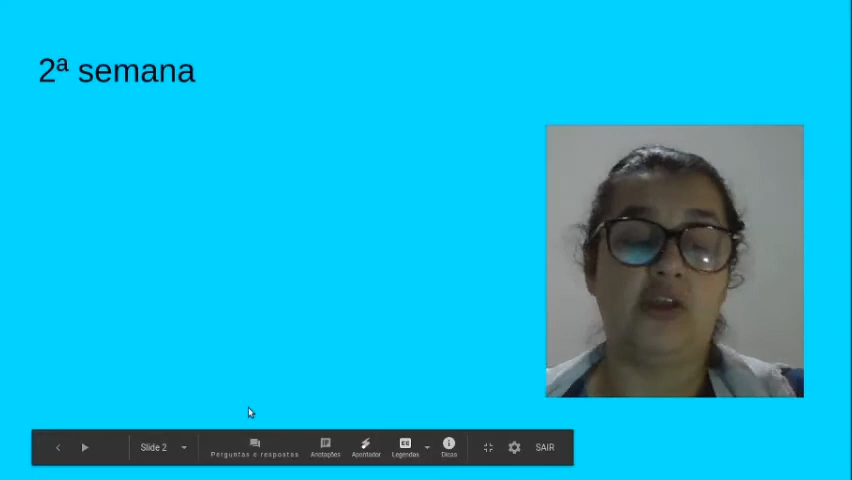 2ª semana
Slide 2
Perguntas e respostas
Anotações
Apontador
Legendas
Dicas
SAIR